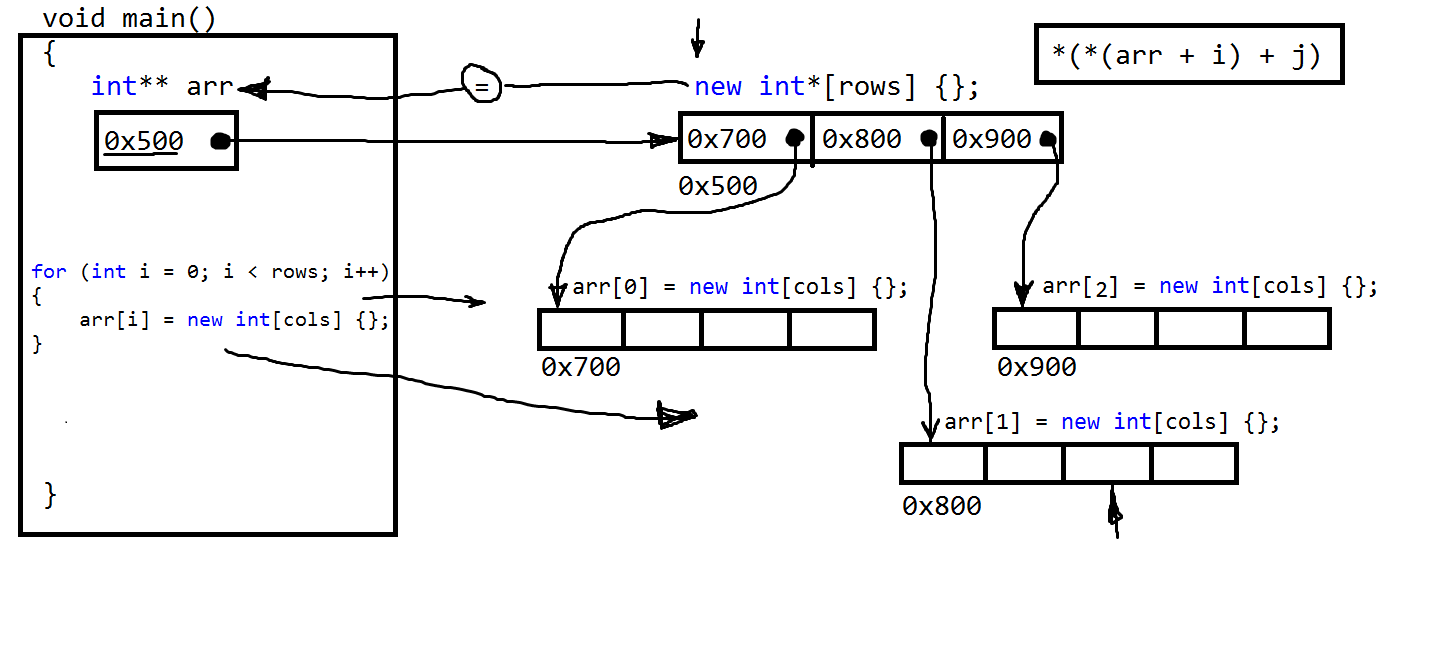 void main()
{
int** arr
=
new int*[rows] {};
*(*(arr + i) + j)
0x500
0x700 0x800 0x900
0x500
for (int i = 0; i < rows; i++)
{
arr[i] = new int[cols] {};
}
arr[0] = new int[cols] {};
0x700
arr[2] = new int[cols] {};
0x900
arr[1] = new int[cols] {};
0x800
}